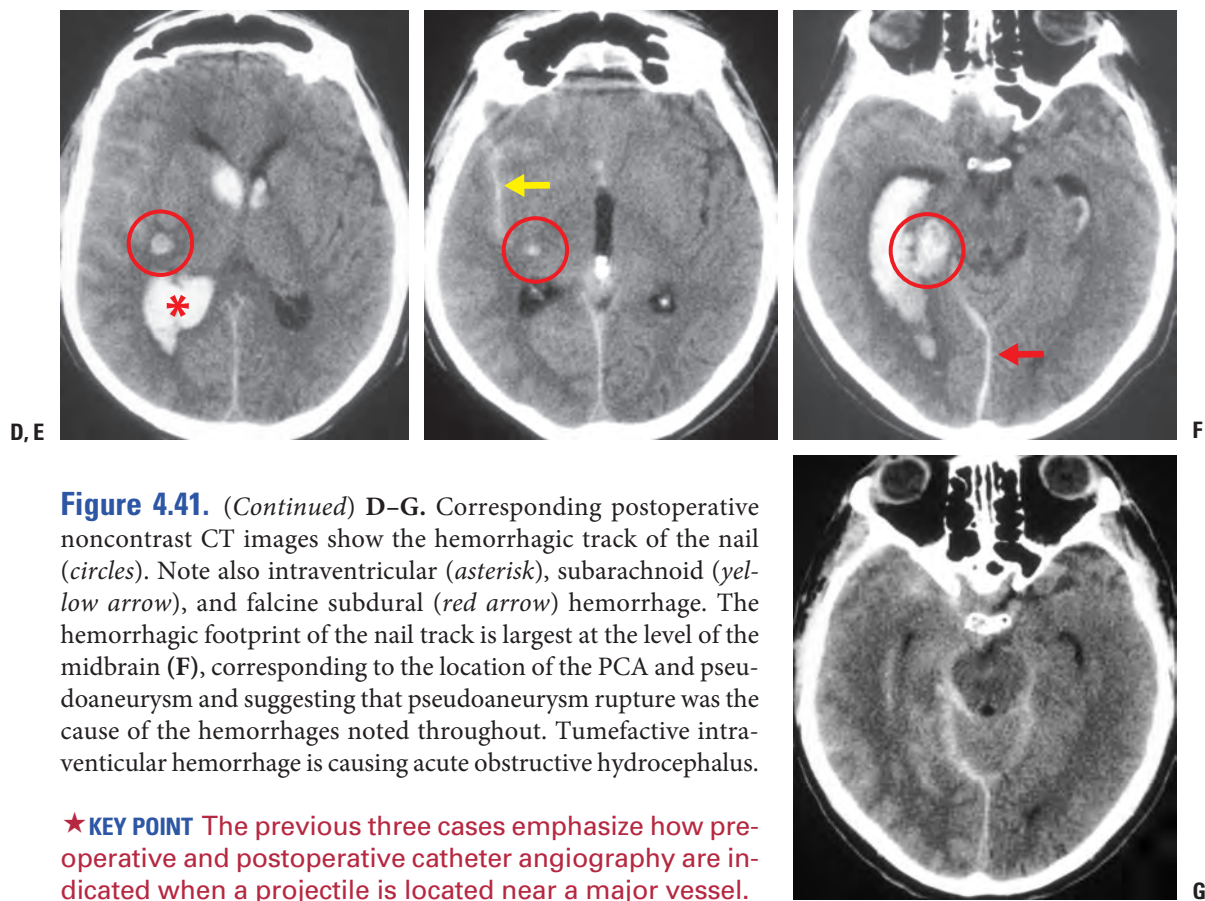 D, E
F
Figure 4.41. (Continued) D–G. Corresponding postoperative
noncontrast CT images show the hemorrhagic track of the nail
(circles). Note also intraventricular (asterisk), subarachnoid (yel-
low arrow), and falcine subdural (red arrow) hemorrhage. The
hemorrhagic footprint of the nail track is largest at the level of the
midbrain (F), corresponding to the location of the PCA and pseu-
doaneurysm and suggesting that pseudoaneurysm rupture was the
cause of the hemorrhages noted throughout. Tumefactive intra-
venticular hemorrhage is causing acute obstructive hydrocephalus.
★KEY POINT The previous three cases emphasize how pre-
operative and postoperative catheter angiography are in-
dicated when a projectile is located near a major vessel.
G